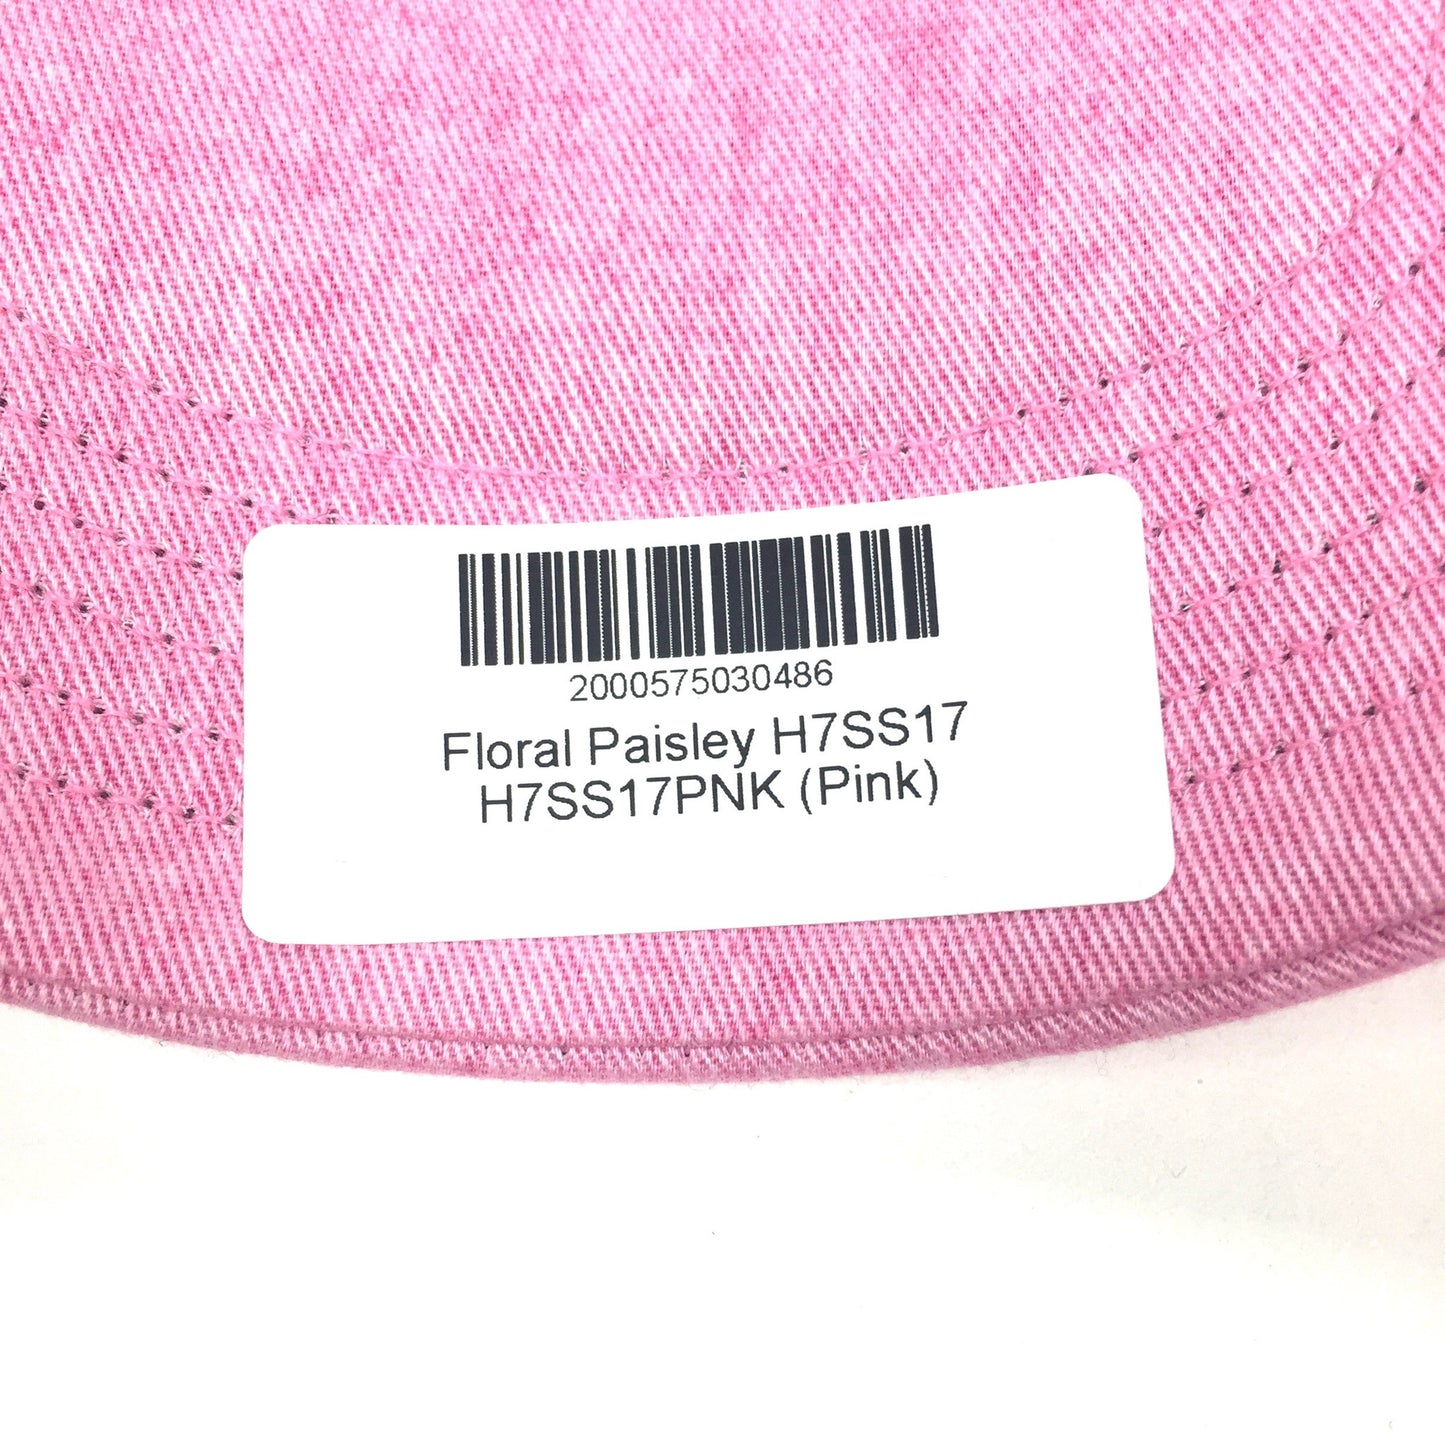 2000575030486
Floral Paisley H7SS17
H7SS17PNK (Pink)